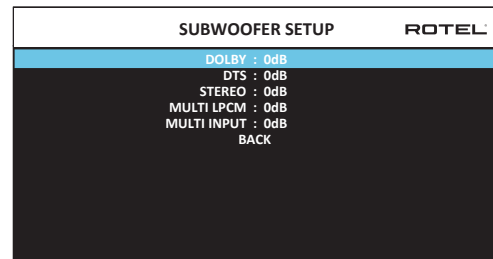 SUBWOOFER SETUP
ROTEL
DOLBY : 0dB
DTS : 0dB
STEREO : 0dB
MULTI LPCM : 0dB
MULTI INPUT : 0dB
BACK